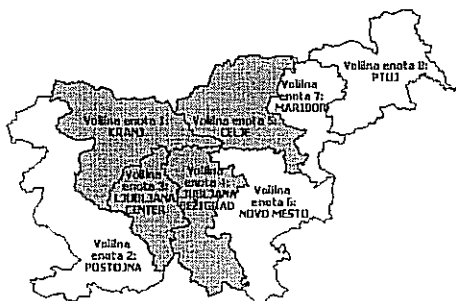 Volilna enota 8:
PTUJ
Volilna
enota 7:
MARIBOR
Volilna enota 1:
KRANJ
Volilna enota 5:
CELJE
Volilna
enota 3:
LJUBLJANA
CENTER
Volilna
enota 4:
LJUBLJANA
BEŽIGRAD
Volilna
enota 6:
NOVO MESTO
Volilna
enota 2:
POSTOJNA